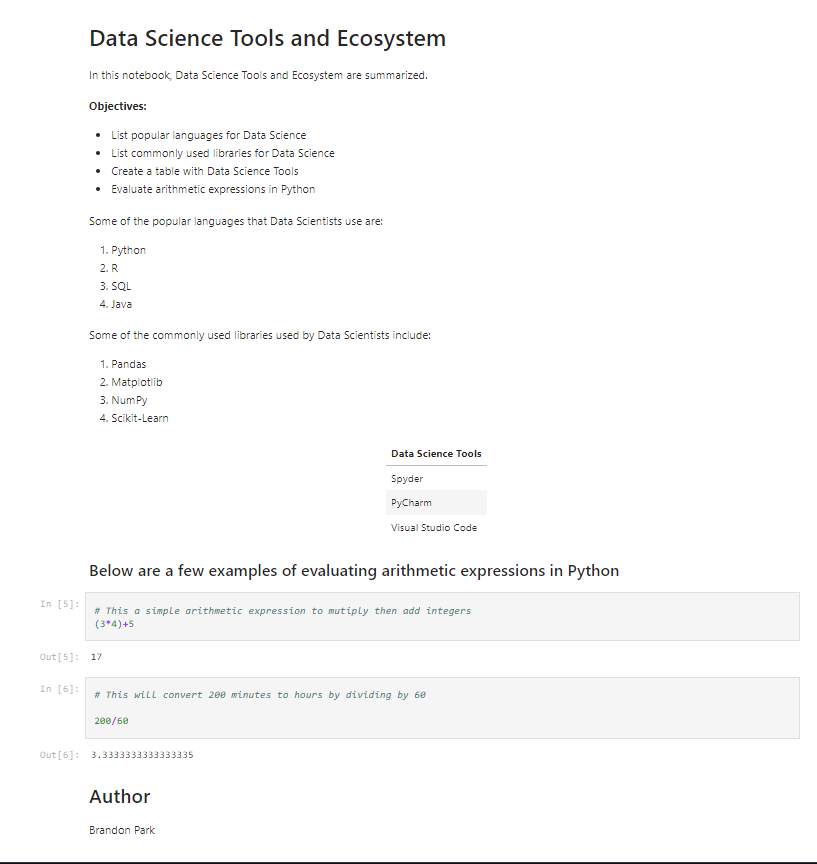 Data Science Tools and Ecosystem
In this notebook, Data Science Tools and Ecosystem are summarized.
Objectives:
• List popular languages for Data Science
• List commonly used libraries for Data Science
• Create a table with Data Science Tools
• Evaluate arithmetic expressions in Python
Some of the popular languages that Data Scientists use are:
1. Python
2. R
3. SQL
4. Java
Some of the commonly used libraries used by Data Scientists include:
1. Pandas
2. Matplotlib
3. NumPy
4. Scikit-Learn
Data Science Tools
Spyder
PyCharm
Visual Studio Code
Below are a few examples of evaluating arithmetic expressions in Python
In [5]: # This a simple arithmetic expression to mutiply then add integers
(3*4)+5
Out[5]: 17
In [6]: # This will convert 200 minutes to hours by dividing by 60
200/60
Out[6]: 3.3333333333333335
Author
Brandon Park